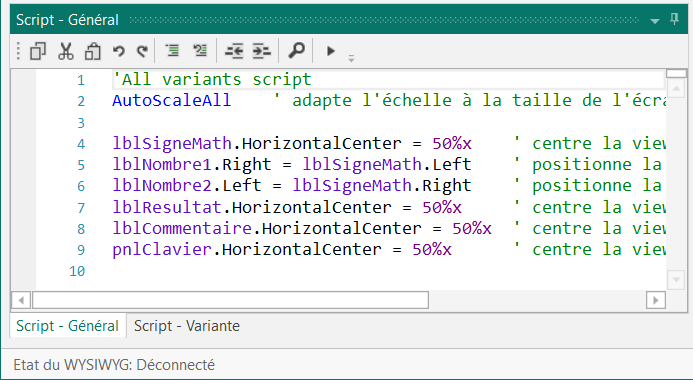 Script - Général
1 'All variants script
2 AutoScaleAll ' adapte l'échelle à la taille de l'écra
3
4 lblSigneMath.HorizontalCenter = 50%x ' centre la view
5 lblNombre1.Right = lblSigneMath.Left ' positionne la
6 lblNombre2.Left = lblSigneMath.Right ' positionne la
7 lblResultat.HorizontalCenter = 50%x ' centre la view
8 lblCommentaire.HorizontalCenter = 50%x ' centre la view
9 pnlClavier.HorizontalCenter = 50%x ' centre la view
10
Script - Général Script - Variante
Etat du WYSIWYG: Déconnecté